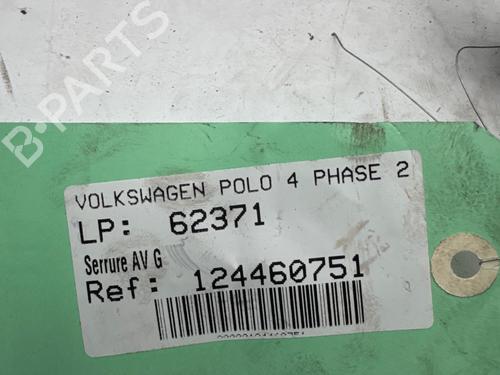 B-PARTS
VOLKSWAGEN POLO 4 PHASE 2
LP: 62371
Serrure AV G
Ref: 124460751